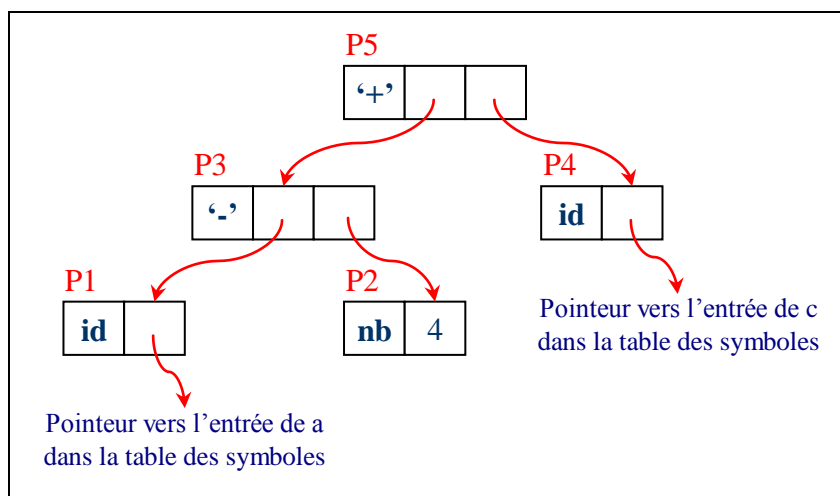 P5
‘+’
P3
P4
‘-’
id
P1
P2
id
nb 4
Pointeur vers l’entrée de c
dans la table des symboles
Pointeur vers l’entrée de a
dans la table des symboles